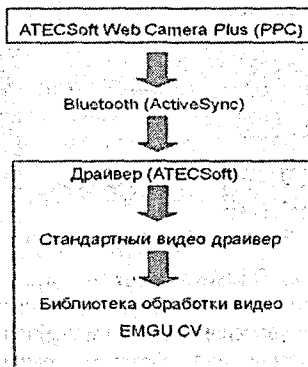 ATECSoft Web Camera Plus (PPC)
Bluetooth (ActiveSync)
Драйвер (ATECSoft)
Стандартный видео драйвер
Библиотека обработки видео
EMGU CV